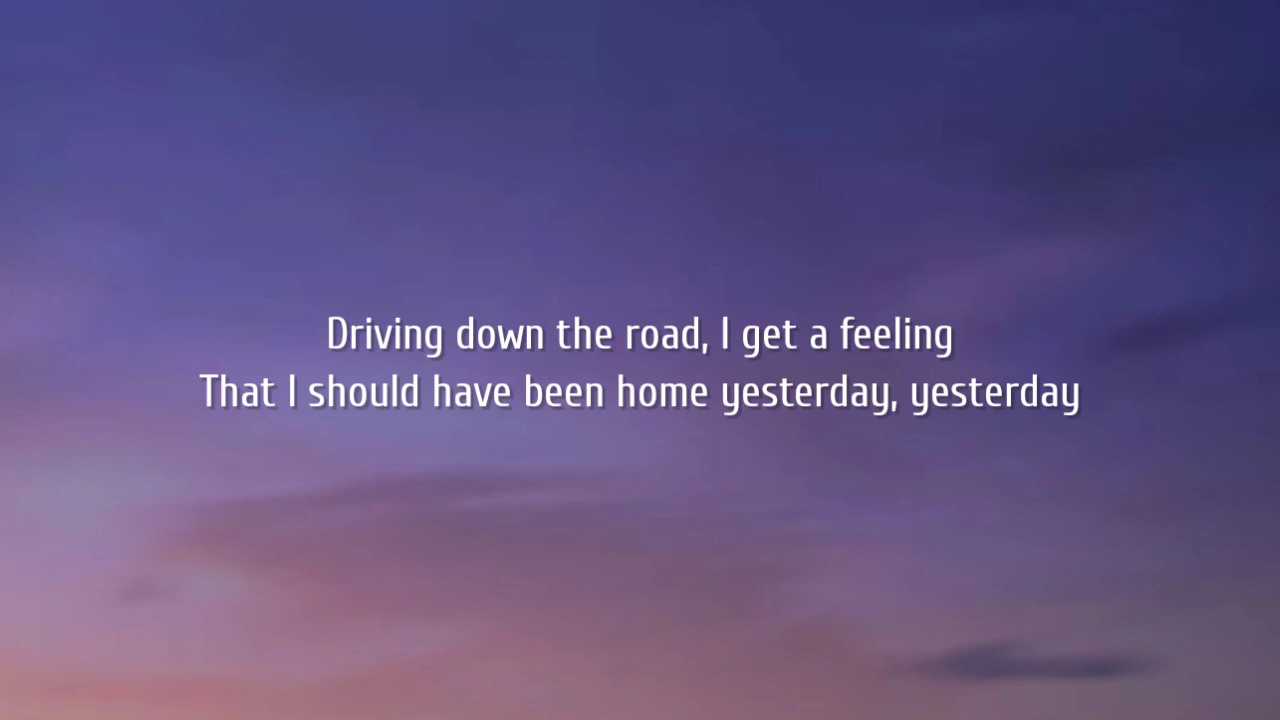 Driving down the road, I get a feeling
That I should have been home yesterday, yesterday